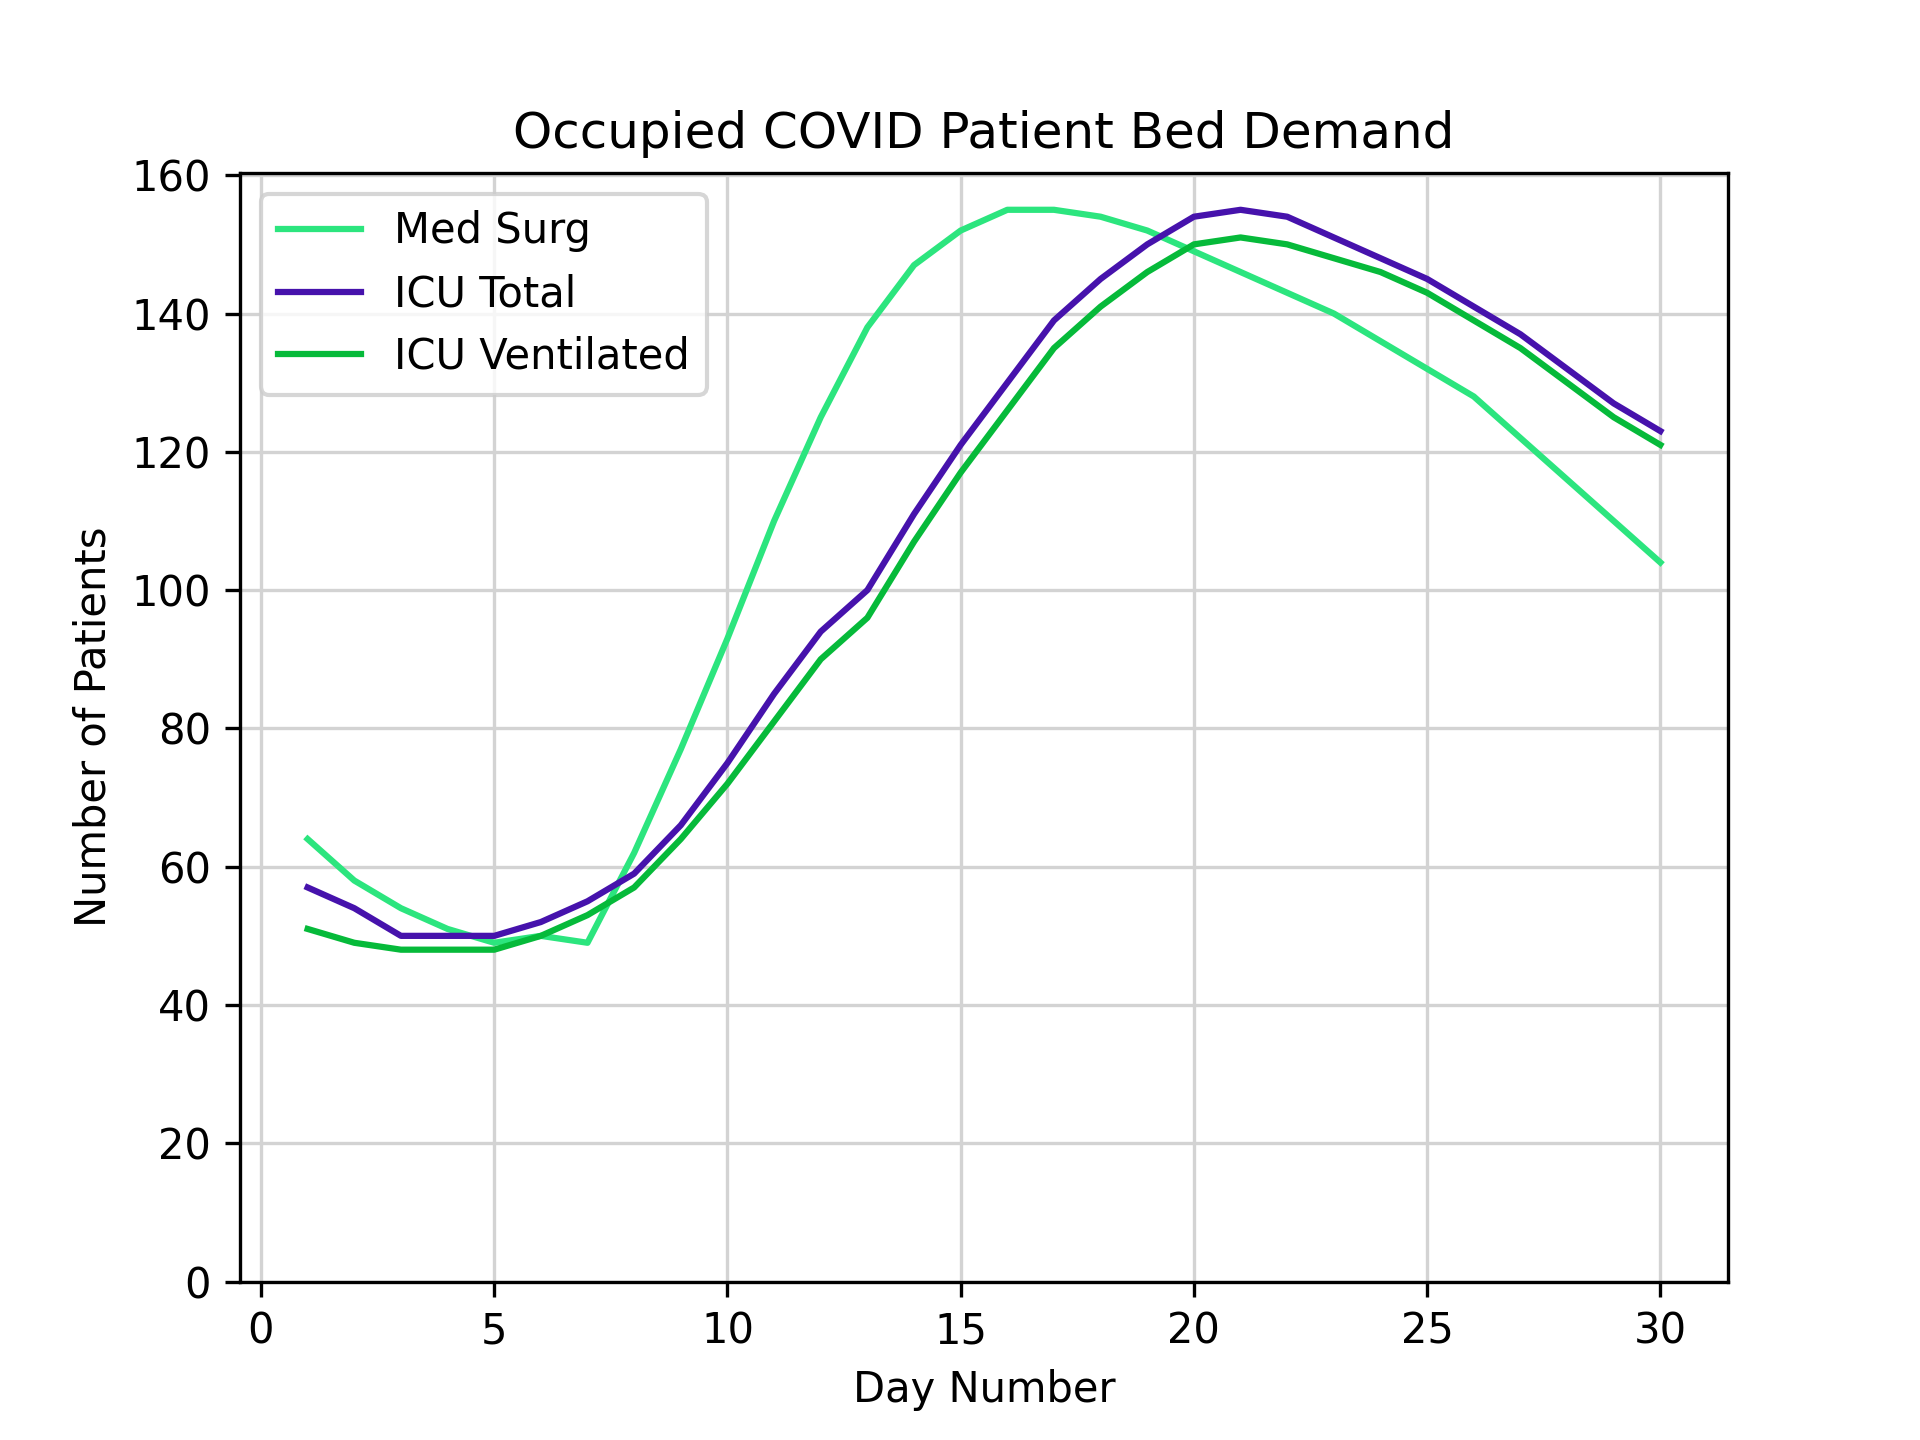 Occupied COVID Patient Bed Demand
160
140
120
100
80
60
40
20
0
Number of Patients
Med Surg
ICU Total
ICU Ventilated
0 5 10 15 20 25 30
Day Number